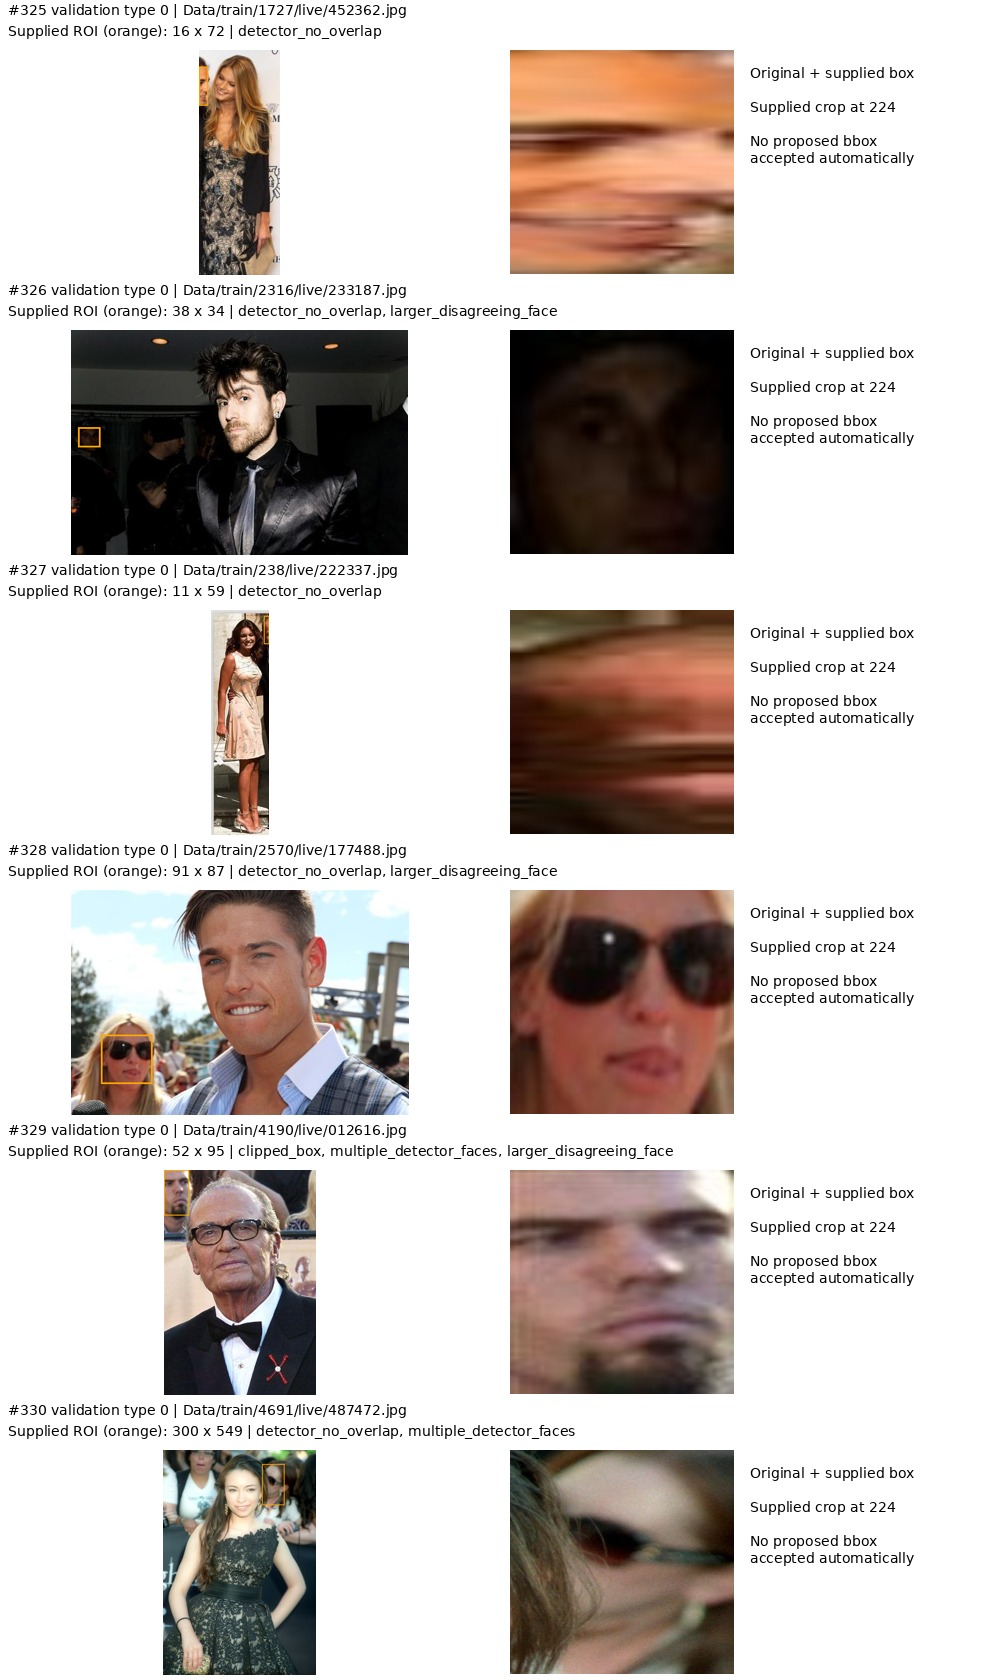 #325 validation type 0 | Data/train/1727/live/452362.jpg
Supplied ROI (orange): 16 x 72 | detector_no_overlap
Original + supplied box
Supplied crop at 224
No proposed bbox
accepted automatically
#326 validation type 0 | Data/train/2316/live/233187.jpg
Supplied ROI (orange): 38 x 34 | detector_no_overlap, larger_disagreeing_face
Original + supplied box
Supplied crop at 224
No proposed bbox
accepted automatically
#327 validation type 0 | Data/train/238/live/222337.jpg
Supplied ROI (orange): 11 x 59 | detector_no_overlap
Original + supplied box
Supplied crop at 224
No proposed bbox
accepted automatically
#328 validation type 0 | Data/train/2570/live/177488.jpg
Supplied ROI (orange): 91 x 87 | detector_no_overlap, larger_disagreeing_face
Original + supplied box
Supplied crop at 224
No proposed bbox
accepted automatically
#329 validation type 0 | Data/train/4190/live/012616.jpg
Supplied ROI (orange): 52 x 95 | clipped_box, multiple_detector_faces, larger_disagreeing_face
Original + supplied box
Supplied crop at 224
No proposed bbox
accepted automatically
#330 validation type 0 | Data/train/4691/live/487472.jpg
Supplied ROI (orange): 300 x 549 | detector_no_overlap, multiple_detector_faces
Original + supplied box
Supplied crop at 224
No proposed bbox
accepted automatically